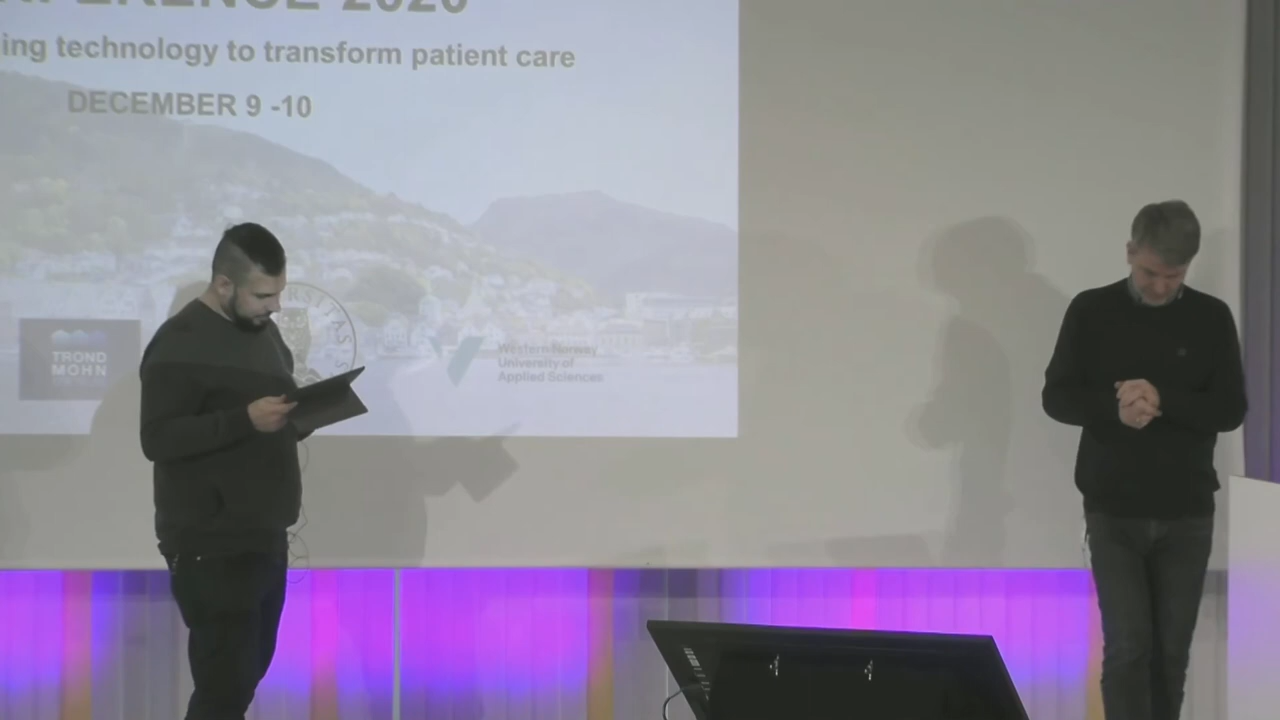 ing technology to transform patient care
DECEMBER 9 -10
TROND
MOHN
Western Norway
University of
Applied Sciences